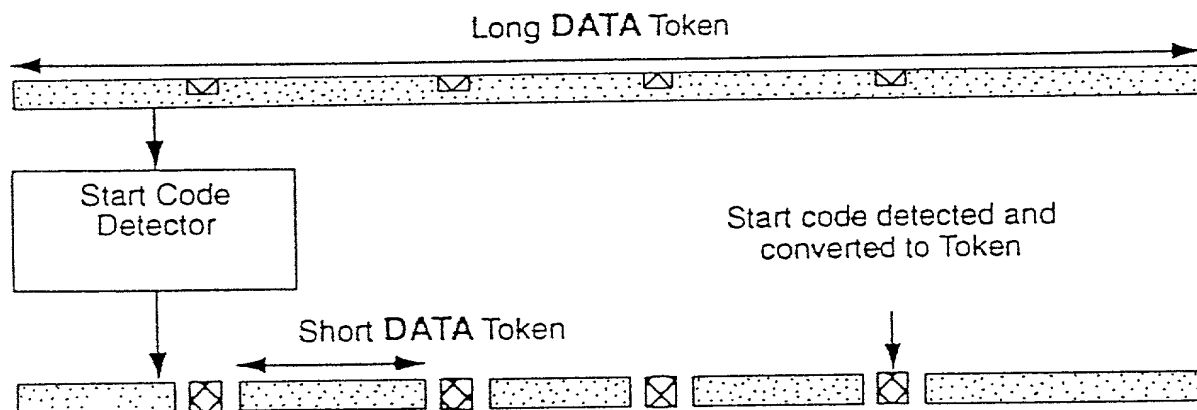 Long DATA Token
Start Code
Detector
Start code detected and
converted to Token
Short DATA Token